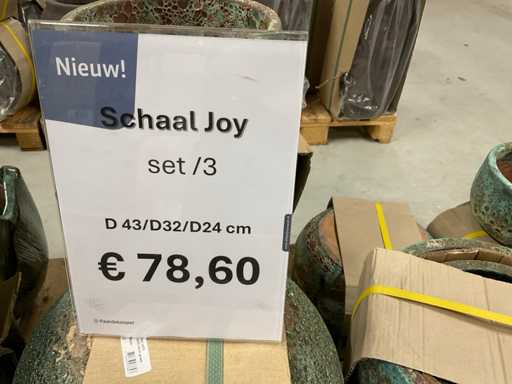 Nieuw!
Schaal Joy
set /3
D 43/D32/D24 cm
€ 78,60